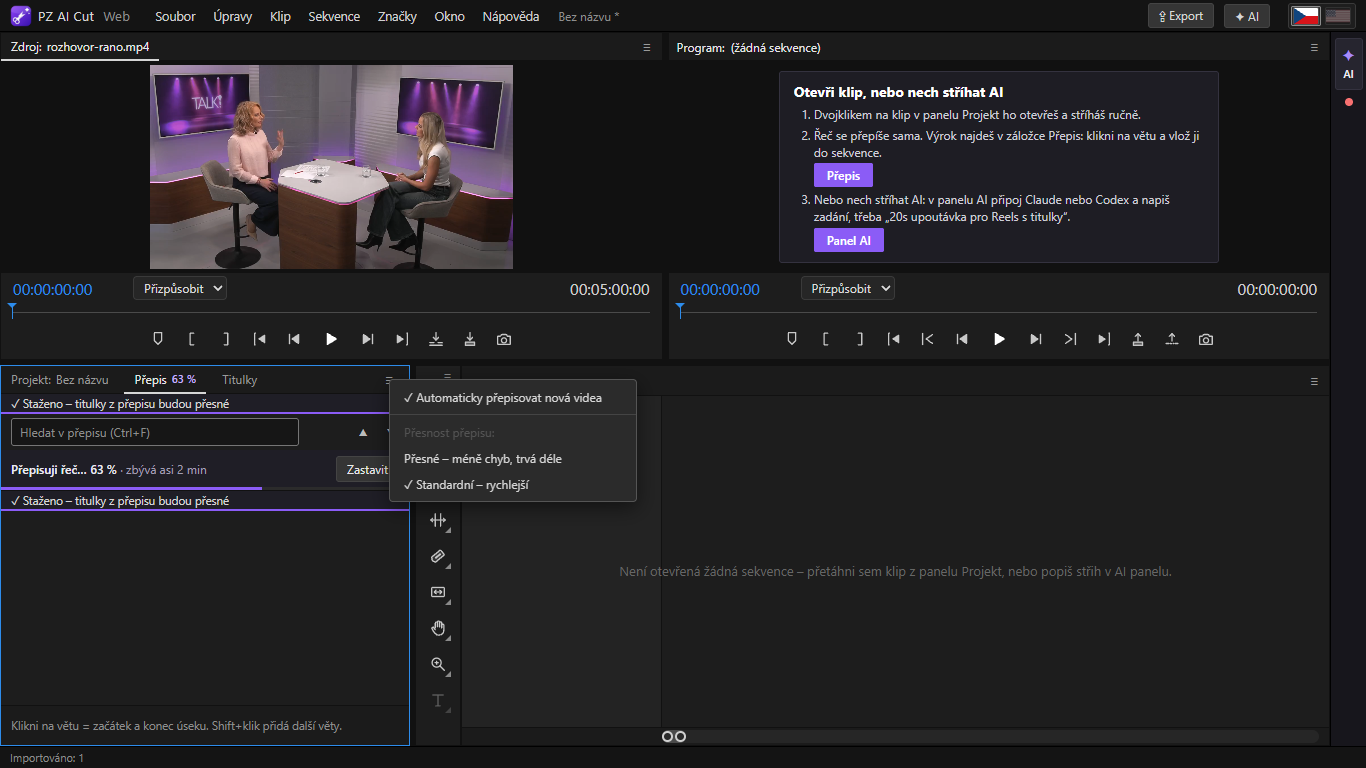 PZ AI Cut Web Soubor Úpravy Klip Sekvence Značky Okno Nápověda Bez názvu * Export AI
Zdroj: rozhovor-rano.mp4
Program: (žádná sekvence)
AI
TALK?
Otevři klip, nebo nech stříhat AI
1. Dvojklikem na klip v panelu Projekt ho otevřeš a stříháš ručně.
2. Řeč se přepíše sama. Výrok najdeš v záložce Přepis: klikni na větu a vlož ji
do sekvence.
Přepis
3. Nebo nech stříhat AI: v panelu AI připoj Claude nebo Codex a napiš
zadání, třeba „20s upoutávka pro Reels s titulky“.
Panel AI
00:00:00:00 Přizpůsobit 00:05:00:00
00:00:00:00 Přizpůsobit 00:00:00:00
Projekt: Bez názvu Přepis 63 % Titulky
✓ Staženo – titulky z přepisu budou přesné
Hledat v přepisu (Ctrl+F)
Přepisuji řeč... 63 % · zbývá asi 2 min Zastavit
✓ Staženo – titulky z přepisu budou přesné
✓ Automaticky přepisovat nová videa
Přesnost přepisu:
Přesné – méně chyb, trvá déle
✓ Standardní – rychlejší
Není otevřená žádná sekvence – přetáhni sem klip z panelu Projekt, nebo popiš střih v AI panelu.
Klikni na větu = začátek a konec úseku. Shift+klik přidá další věty.
Importováno: 1